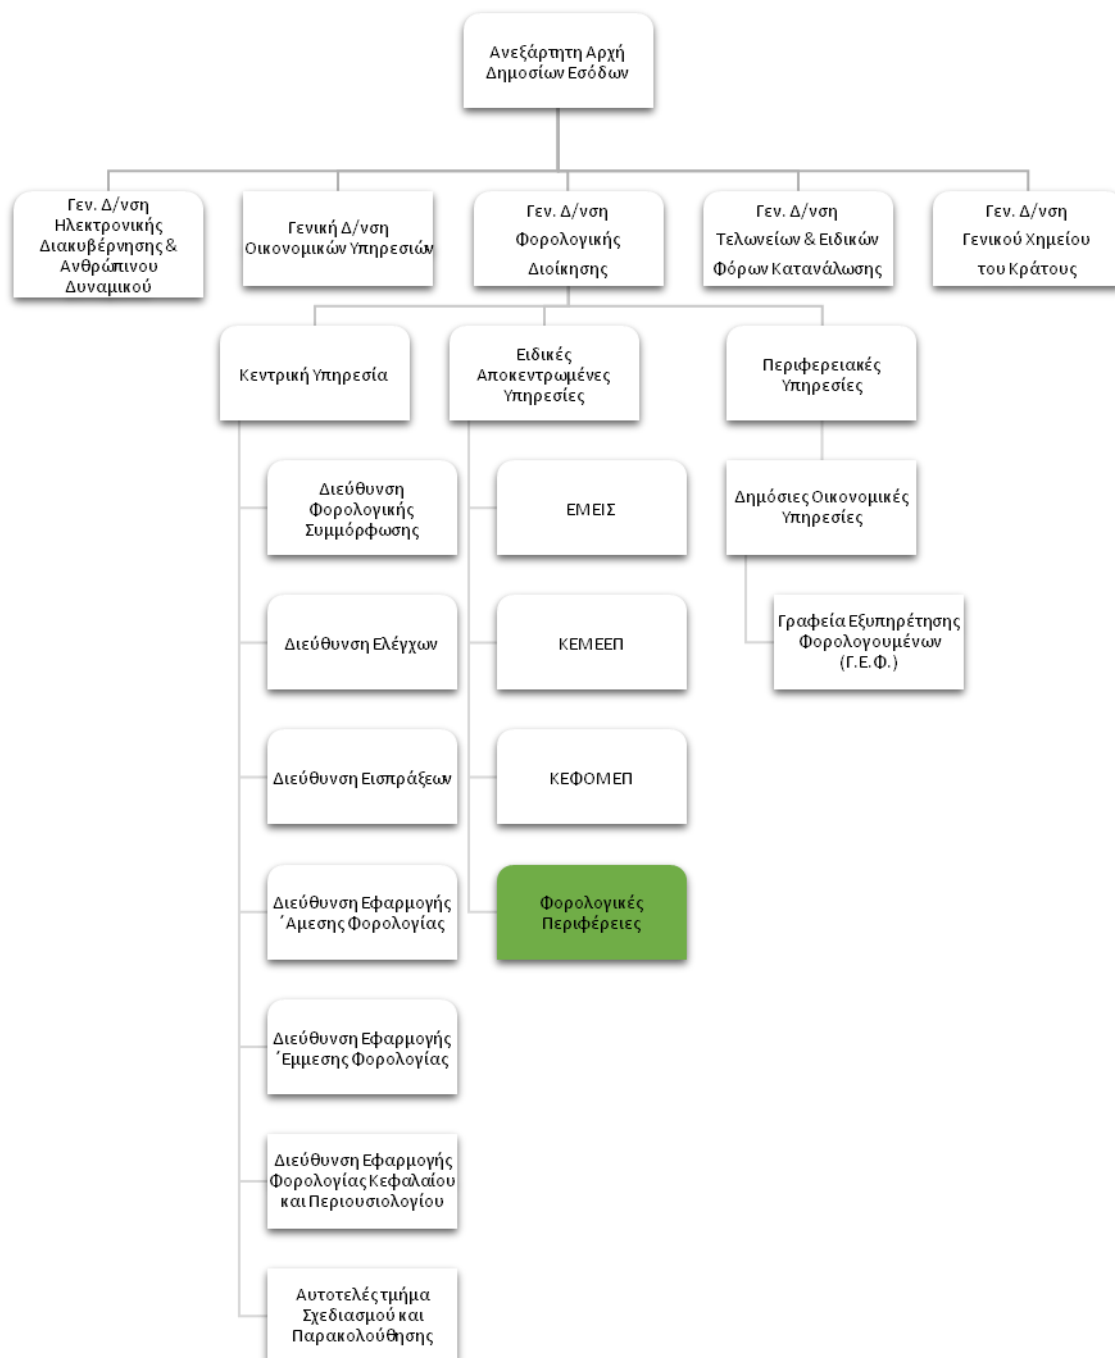 Ανεξάρτητη Αρχή
Δημοσίων Εσόδων
Γεν. Δ/νση
Ηλεκτρονικής
Διακυβέρνησης &
Ανθρώπινου
Δυναμικού
Γενική Δ/νση
Οικονομικών Υπηρεσιών
Γεν. Δ/νση
Φορολογικής
Διοίκησης
Γεν. Δ/νση
Τελωνείων & Ειδικών
Φόρων Κατανάλωσης
Γεν. Δ/νση
Γενικού Χημείου
του Κράτους
Κεντρική Υπηρεσία
Ειδικές
Αποκεντρωμένες
Υπηρεσίες
Περιφερειακές
Υπηρεσίες
Διεύθυνση
Φορολογικής
Συμμόρφωσης
ΕΜΕΙΣ
Δημόσιες Οικονομικές
Υπηρεσίες
Διεύθυνση Ελέγχων
ΚΕΜΕΕΠ
Γραφεία Εξυπηρέτησης
Φορολογουμένων
(Γ.Ε.Φ.)
Διεύθυνση Εισπράξεων
ΚΕΦΟΜΕΠ
Διεύθυνση Εφαρμογής
΄Αμεσης Φορολογίας
Φορολογικές
Περιφέρειες
Διεύθυνση Εφαρμογής
΄Εμμεσης Φορολογίας
Διεύθυνση Εφαρμογής
Φορολογίας Κεφαλαίου
και Περιουσιολογίου
Αυτοτελές τμήμα
Σχεδιασμού και
Παρακολούθησης